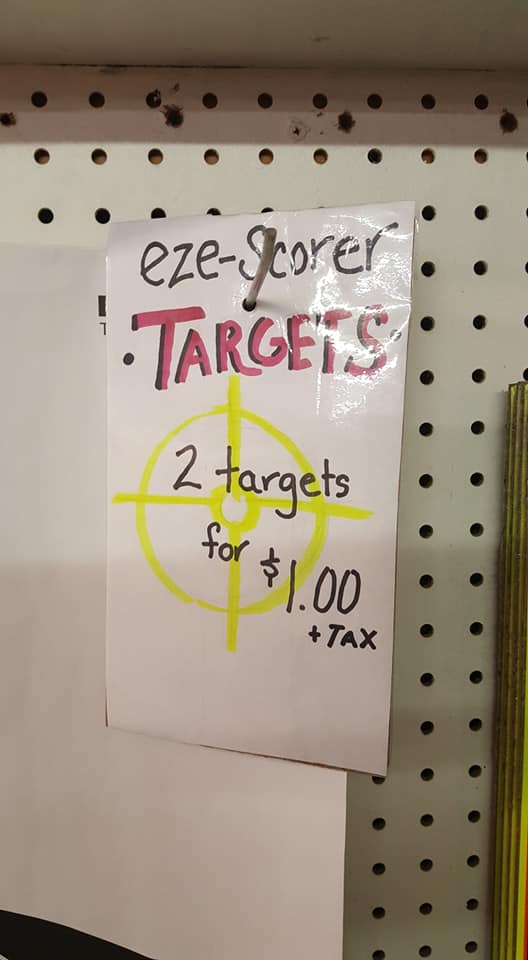 eze-Scorer
·TARGETS·
2 targets
for $1.00
+ TAX